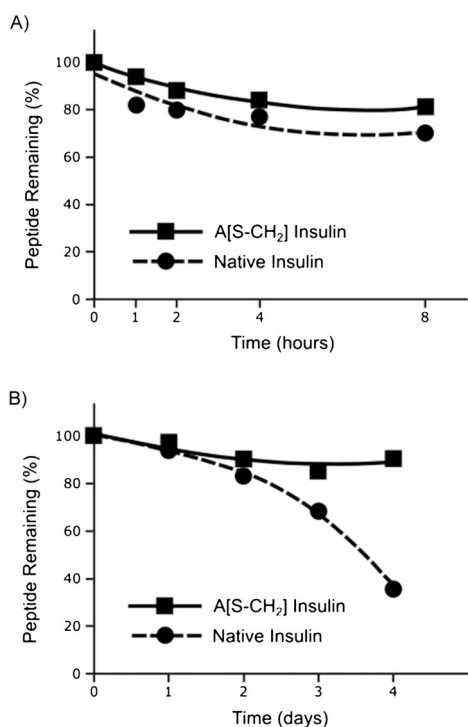 A)
Peptide Remaining (%)
100
80
60
40
20
0
A[S-CH₂] Insulin
Native Insulin
0 1 2 4 8
Time (hours)
B)
Peptide Remaining (%)
100
80
60
40
20
0
A[S-CH₂] Insulin
Native Insulin
0 1 2 3 4
Time (days)